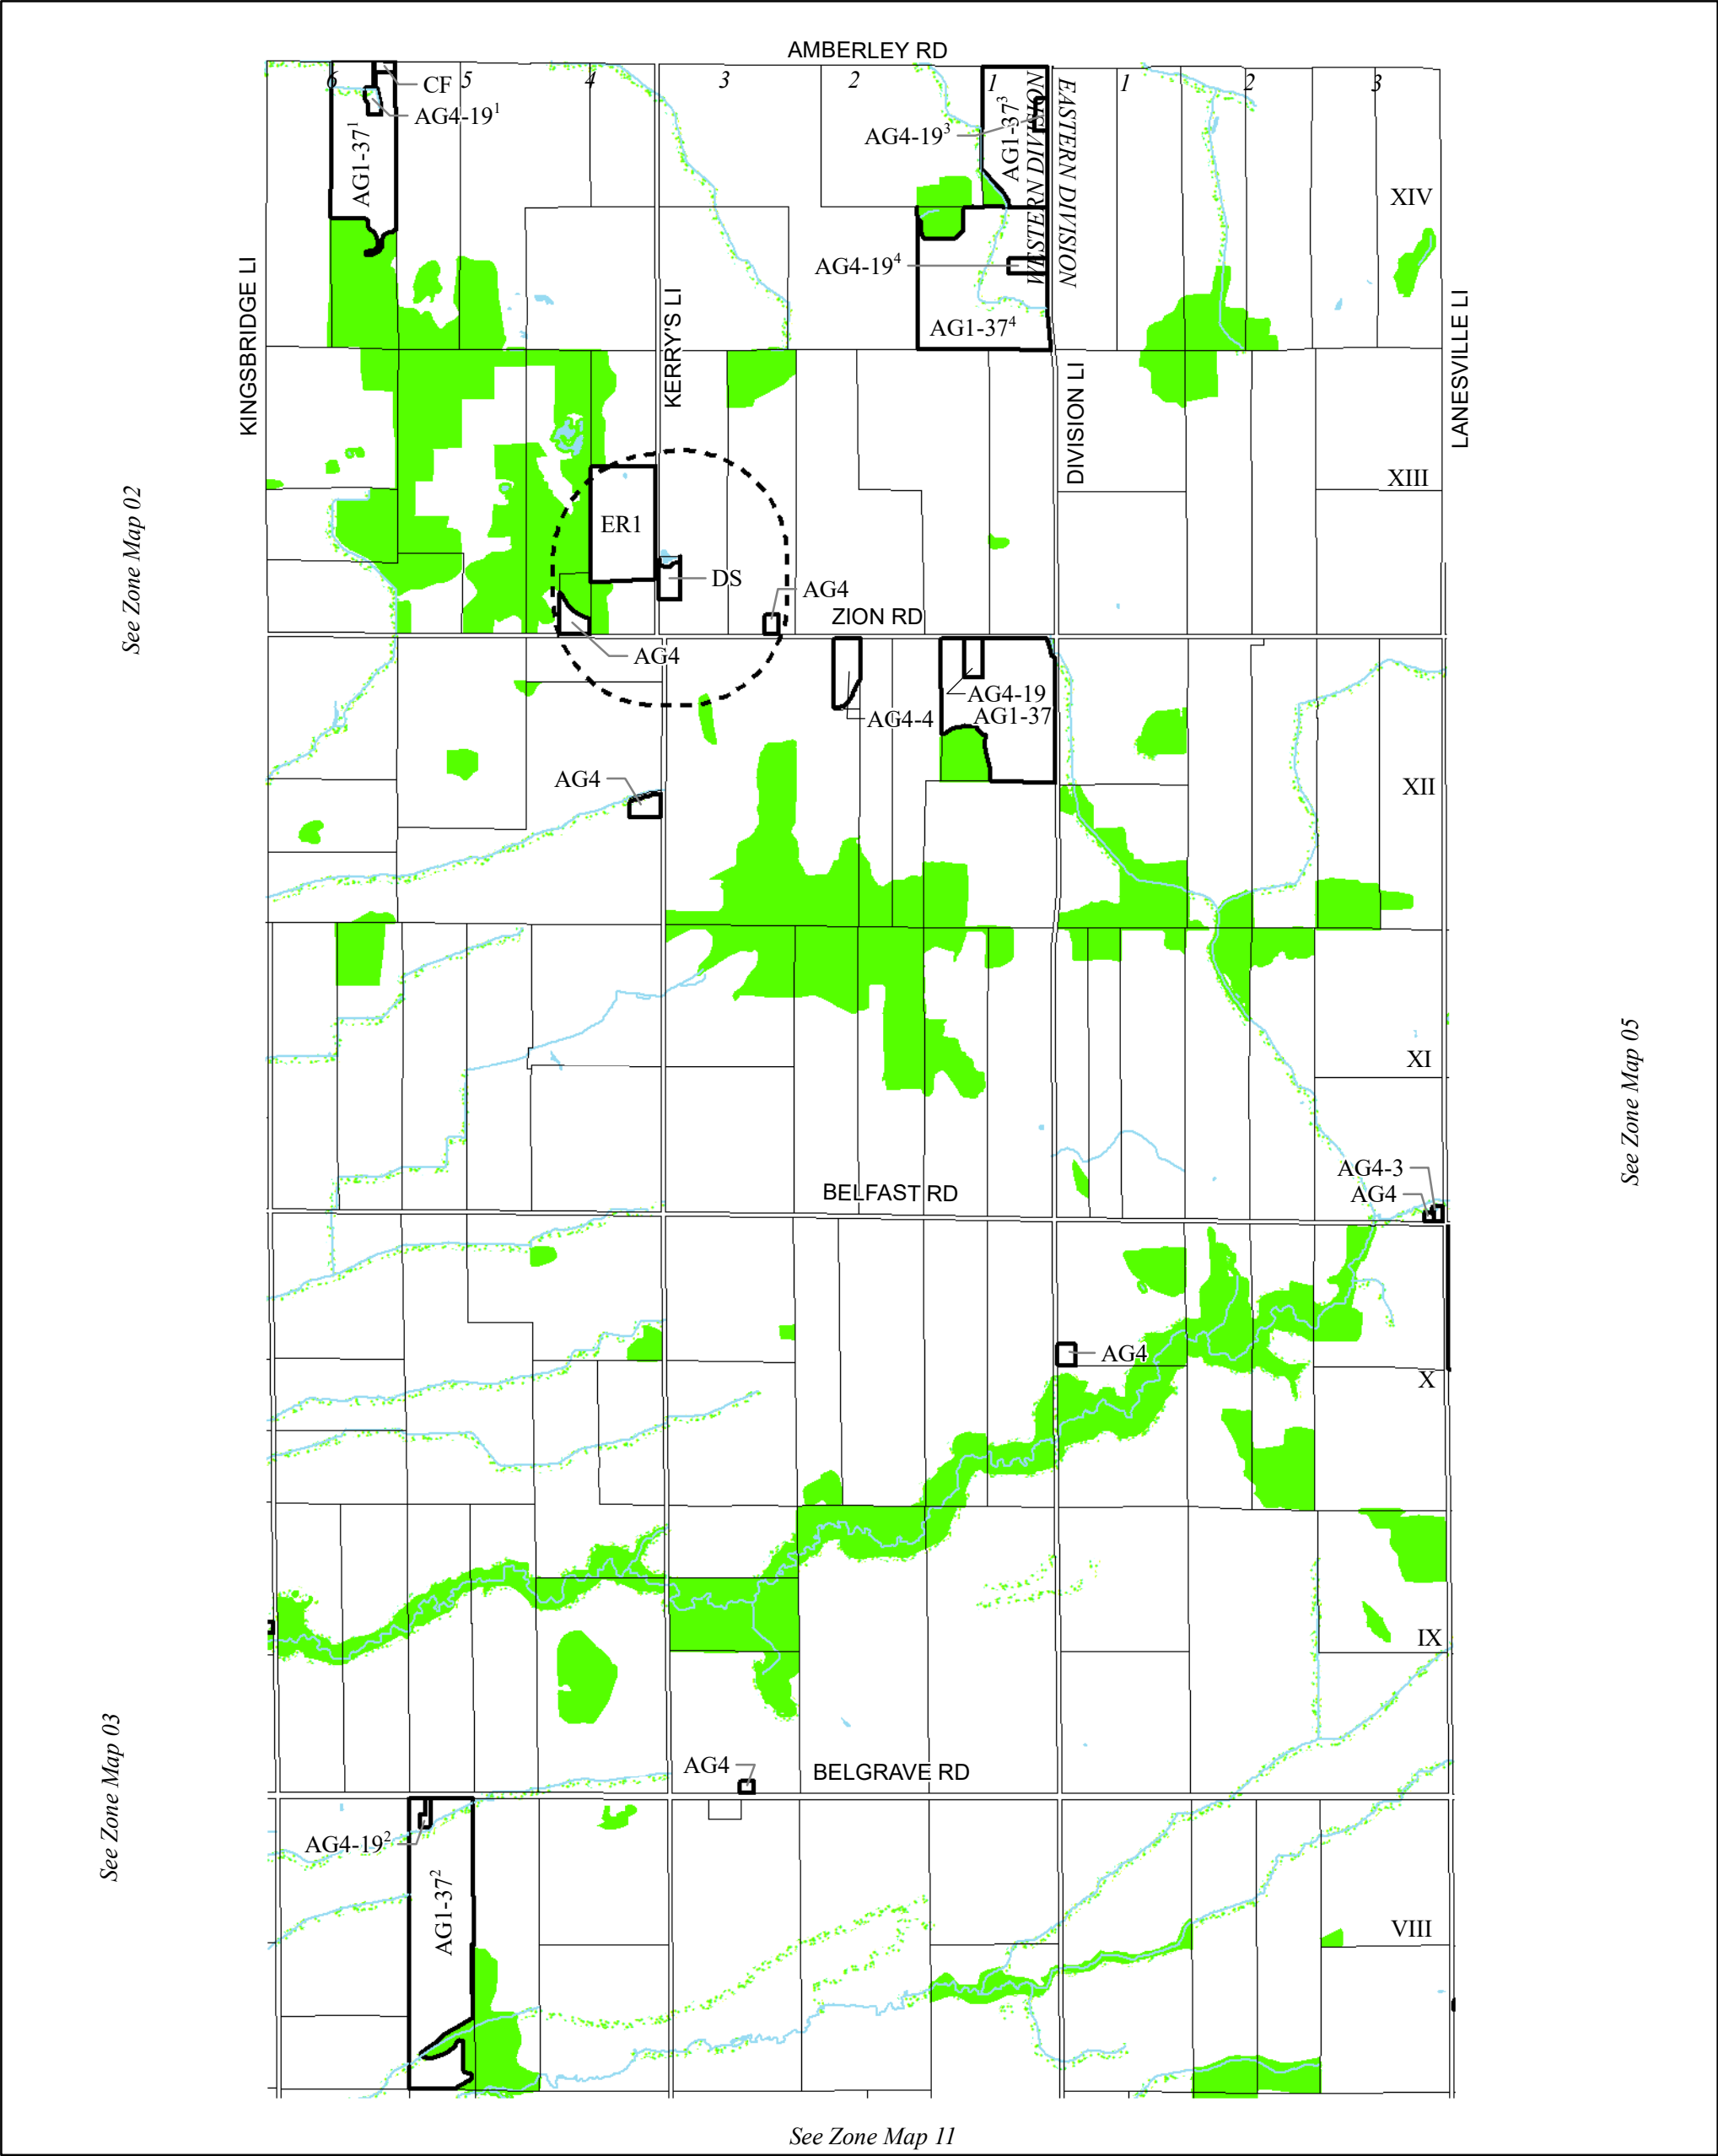 AMBERLEY RD
6
5
4
3
2
1
1
2
3
CF
AG4-19¹
AG1-37¹
AG4-19³
AG1-37³
WESTERN DIVISION
EASTERN DIVISION
XIV
AG4-19⁴
AG1-37⁴
KINGSBRIDGE LI
KERRY'S LI
DIVISION LI
LANESVILLE LI
XIII
See Zone Map 02
ER1
DS
AG4
ZION RD
AG4
AG4-19
AG1-37
AG4-4
AG4
XII
XI
See Zone Map 05
AG4-3
AG4
BELFAST RD
AG4
X
IX
See Zone Map 03
AG4
BELGRAVE RD
AG4-19²
AG1-37²
VIII
See Zone Map 11